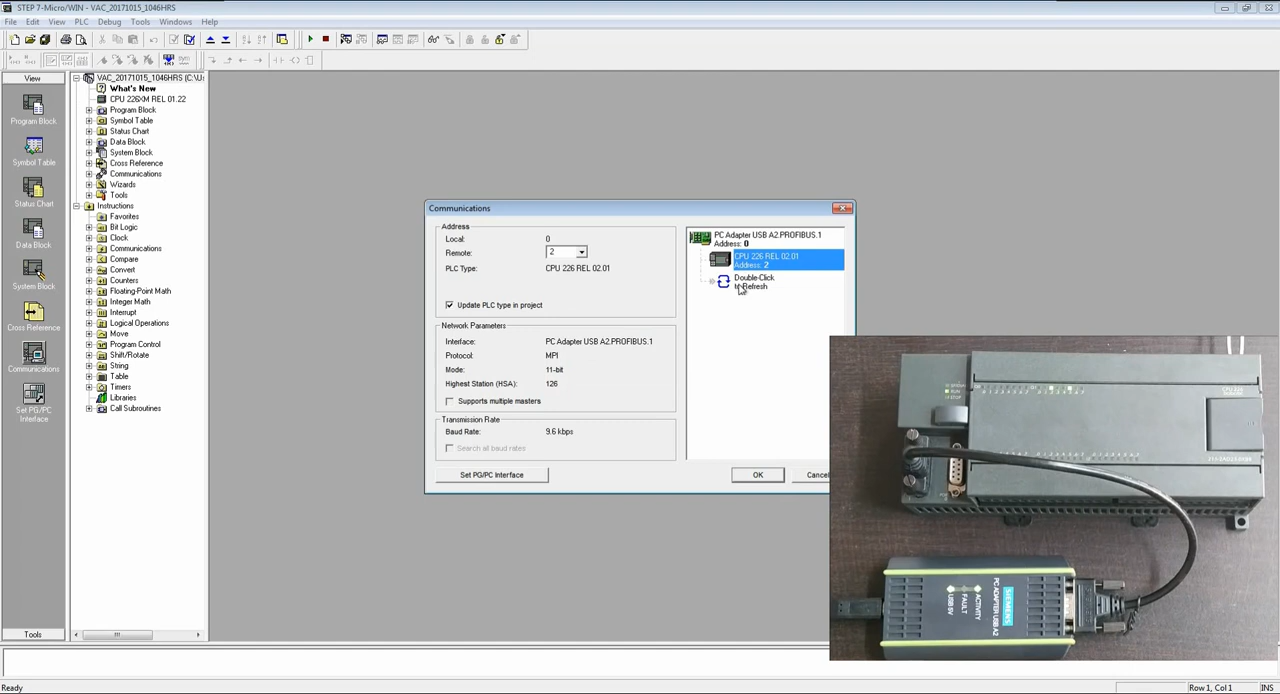 STEP 7-Micro/WIN - VAC_20171015_1046HRS
File Edit View PLC Debug Tools Windows Help
View
Program Block
Symbol Table
Status Chart
Data Block
System Block
Cross Reference
Communications
Set PG/PC
Interface
Tools
VAC_20171015_1046HRS (C:\Us
What's New
CPU 226XM REL 01.22
Program Block
Symbol Table
Status Chart
Data Block
System Block
Cross Reference
Communications
Wizards
Tools
Instructions
Favorites
Bit Logic
Clock
Communications
Compare
Convert
Counters
Floating-Point Math
Integer Math
Interrupt
Logical Operations
Move
Program Control
Shift/Rotate
String
Table
Timers
Libraries
Call Subroutines
Communications
Address
Local: 0
Remote: 2
PLC Type: CPU 226 REL 02.01
Update PLC type in project
Network Parameters
Interface: PC Adapter USB A2.PROFIBUS.1
Protocol: MPI
Mode: 11-bit
Highest Station (HSA): 126
Supports multiple masters
Transmission Rate
Baud Rate: 9.6 kbps
Search all baud rates
Set PG/PC Interface
PC Adapter USB A2.PROFIBUS.1
Address: 0
CPU 226 REL 02.01
Address: 2
Double-Click
to Refresh
OK
Cancel
CPU 226
SIEMENS
PC ADAPTER USB A2
ACTIVITY
FAULT
USB 5V
Ready
Row 1, Col 1 INS